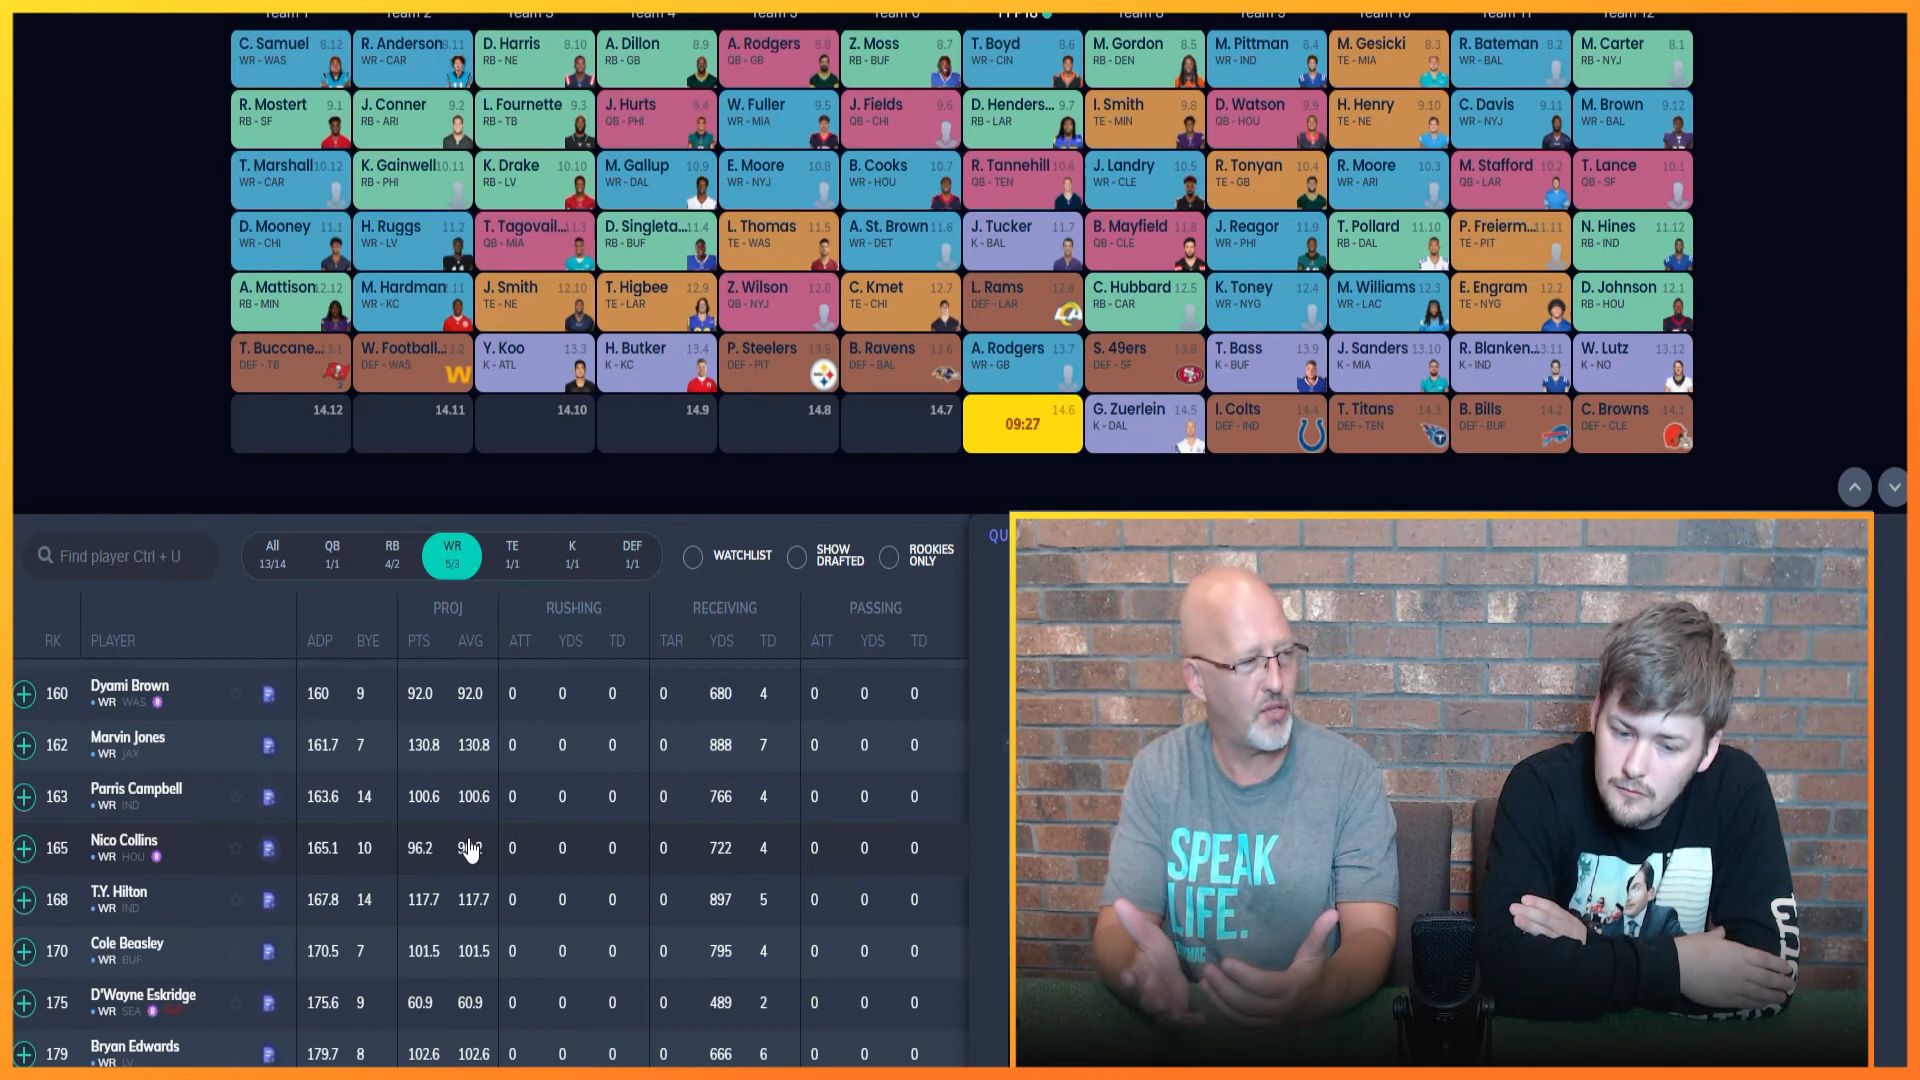 C. Samuel 8.12 R. Anderson 8.11 D. Harris 8.10 A. Dillon 8.9 A. Rodgers 8.8 Z. Moss 8.7 T. Boyd 8.6 M. Gordon 8.5 M. Pittman 8.4 M. Gesicki 8.3 R. Bateman 8.2 M. Carter 8.1
WR - WAS WR - CAR RB - NE RB - GB QB - GB RB - BUF WR - CIN RB - DEN WR - IND TE - MIA WR - BAL RB - NYJ
R. Mostert 9.1 J. Conner 9.2 L. Fournette 9.3 J. Hurts 9.4 W. Fuller 9.5 J. Fields 9.6 D. Henders... 9.7 I. Smith 9.8 D. Watson 9.9 H. Henry 9.10 C. Davis 9.11 M. Brown 9.12
RB - SF RB - ARI RB - TB QB - PHI WR - MIA QB - CHI RB - LAR TE - MIN QB - HOU TE - NE WR - NYJ WR - BAL
T. Marshall 10.12 K. Gainwell 10.11 K. Drake 10.10 M. Gallup 10.9 E. Moore 10.8 B. Cooks 10.7 R. Tannehill 10.6 J. Landry 10.5 R. Tonyan 10.4 R. Moore 10.3 M. Stafford 10.2 T. Lance 10.1
WR - CAR RB - PHI RB - LV WR - DAL WR - NYJ WR - HOU QB - TEN WR - CLE TE - GB WR - ARI QB - LAR QB - SF
D. Mooney 11.1 H. Ruggs 11.2 T. Tagovail... 11.3 D. Singleta... 11.4 L. Thomas 11.5 A. St. Brown 11.6 J. Tucker 11.7 B. Mayfield 11.8 J. Reagor 11.9 T. Pollard 11.10 P. Freierm... 11.11 N. Hines 11.12
WR - CHI WR - LV QB - MIA RB - BUF TE - WAS WR - DET K - BAL QB - CLE WR - PHI RB - DAL TE - PIT RB - IND
A. Mattison 12.12 M. Hardman J. Smith 12.10 T. Higbee 12.9 Z. Wilson 12.8 C. Kmet 12.7 L. Rams 12.6 C. Hubbard 12.5 K. Toney 12.4 M. Williams 12.3 E. Engram 12.2 D. Johnson 12.1
RB - MIN WR - KC TE - NE TE - LAR QB - NYJ TE - CHI DEF - LAR RB - CAR WR - NYG WR - LAC TE - NYG RB - HOU
T. Buccane... 13.1 W. Football... 13.2 Y. Koo 13.3 H. Butker 13.4 P. Steelers 13.5 B. Ravens 13.6 A. Rodgers 13.7 S. 49ers 13.8 T. Bass 13.9 J. Sanders 13.10 R. Blanken... 13.11 W. Lutz 13.12
DEF - TB DEF - WAS K - ATL K - KC DEF - PIT DEF - BAL WR - GB DEF - SF K - BUF K - MIA K - IND K - NO
14.12 14.11 14.10 14.9 14.8 14.7 14.6 G. Zuerlein 14.5 I. Colts 14.4 T. Titans 14.3 B. Bills 14.2 C. Browns 14.1
09:27 K - DAL DEF - IND DEF - TEN DEF - BUF DEF - CLE
Find player Ctrl + U
All QB RB WR TE K DEF
13/14 1/1 4/2 5/3 1/1 1/1 1/1
WATCHLIST SHOW DRAFTED ROOKIES ONLY
QU
PROJ RUSHING RECEIVING PASSING
RK PLAYER ADP BYE PTS AVG ATT YDS TD TAR YDS TD ATT YDS TD
160 Dyami Brown 160 9 92.0 92.0 0 0 0 0 680 4 0 0 0
WR WAS R
162 Marvin Jones 161.7 7 130.8 130.8 0 0 0 0 888 7 0 0 0
WR JAX
163 Parris Campbell 163.6 14 100.6 100.6 0 0 0 0 766 4 0 0 0
WR IND
165 Nico Collins 165.1 10 96.2 0 0 0 0 722 4 0 0 0
WR HOU R
168 T.Y. Hilton 167.8 14 117.7 117.7 0 0 0 0 897 5 0 0 0
WR IND
170 Cole Beasley 170.5 7 101.5 101.5 0 0 0 0 795 4 0 0 0
WR BUF
175 D'Wayne Eskridge 175.6 9 60.9 60.9 0 0 0 0 489 2 0 0 0
WR SEA R
179 Bryan Edwards 179.7 8 102.6 102.6 0 0 0 0 666 6 0 0 0
WR LV
SPEAK
LIFE.